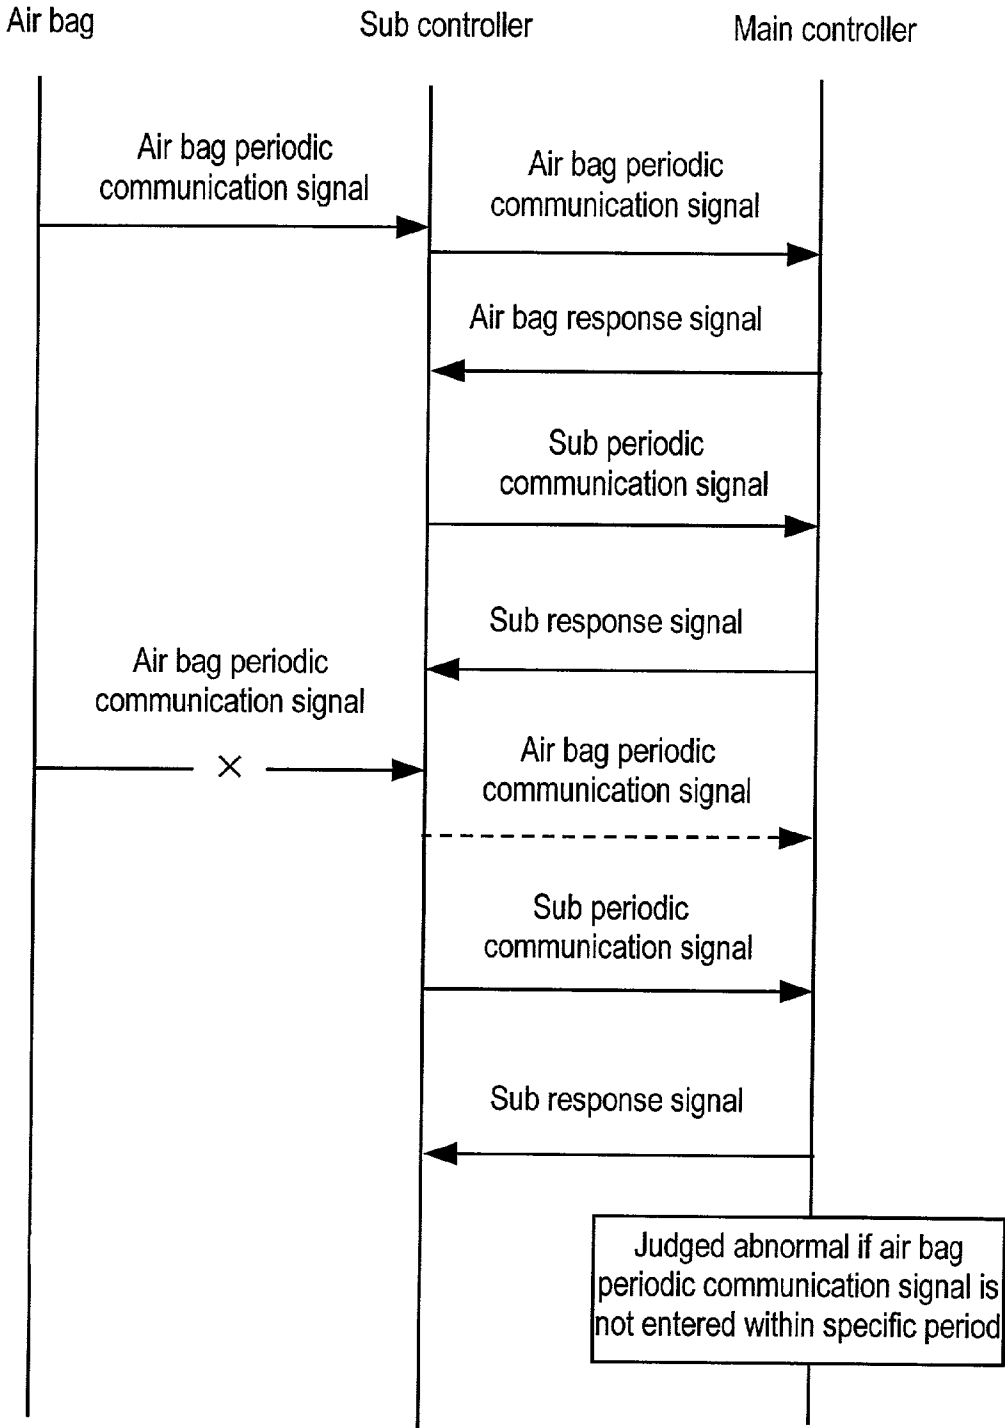 Air bag
Sub controller
Main controller
Air bag periodic
communication signal
Air bag periodic
communication signal
Air bag response signal
Sub periodic
communication signal
Sub response signal
Air bag periodic
communication signal
Air bag periodic
communication signal
Sub periodic
communication signal
Sub response signal
Judged abnormal if air bag
periodic communication signal is
not entered within specific period